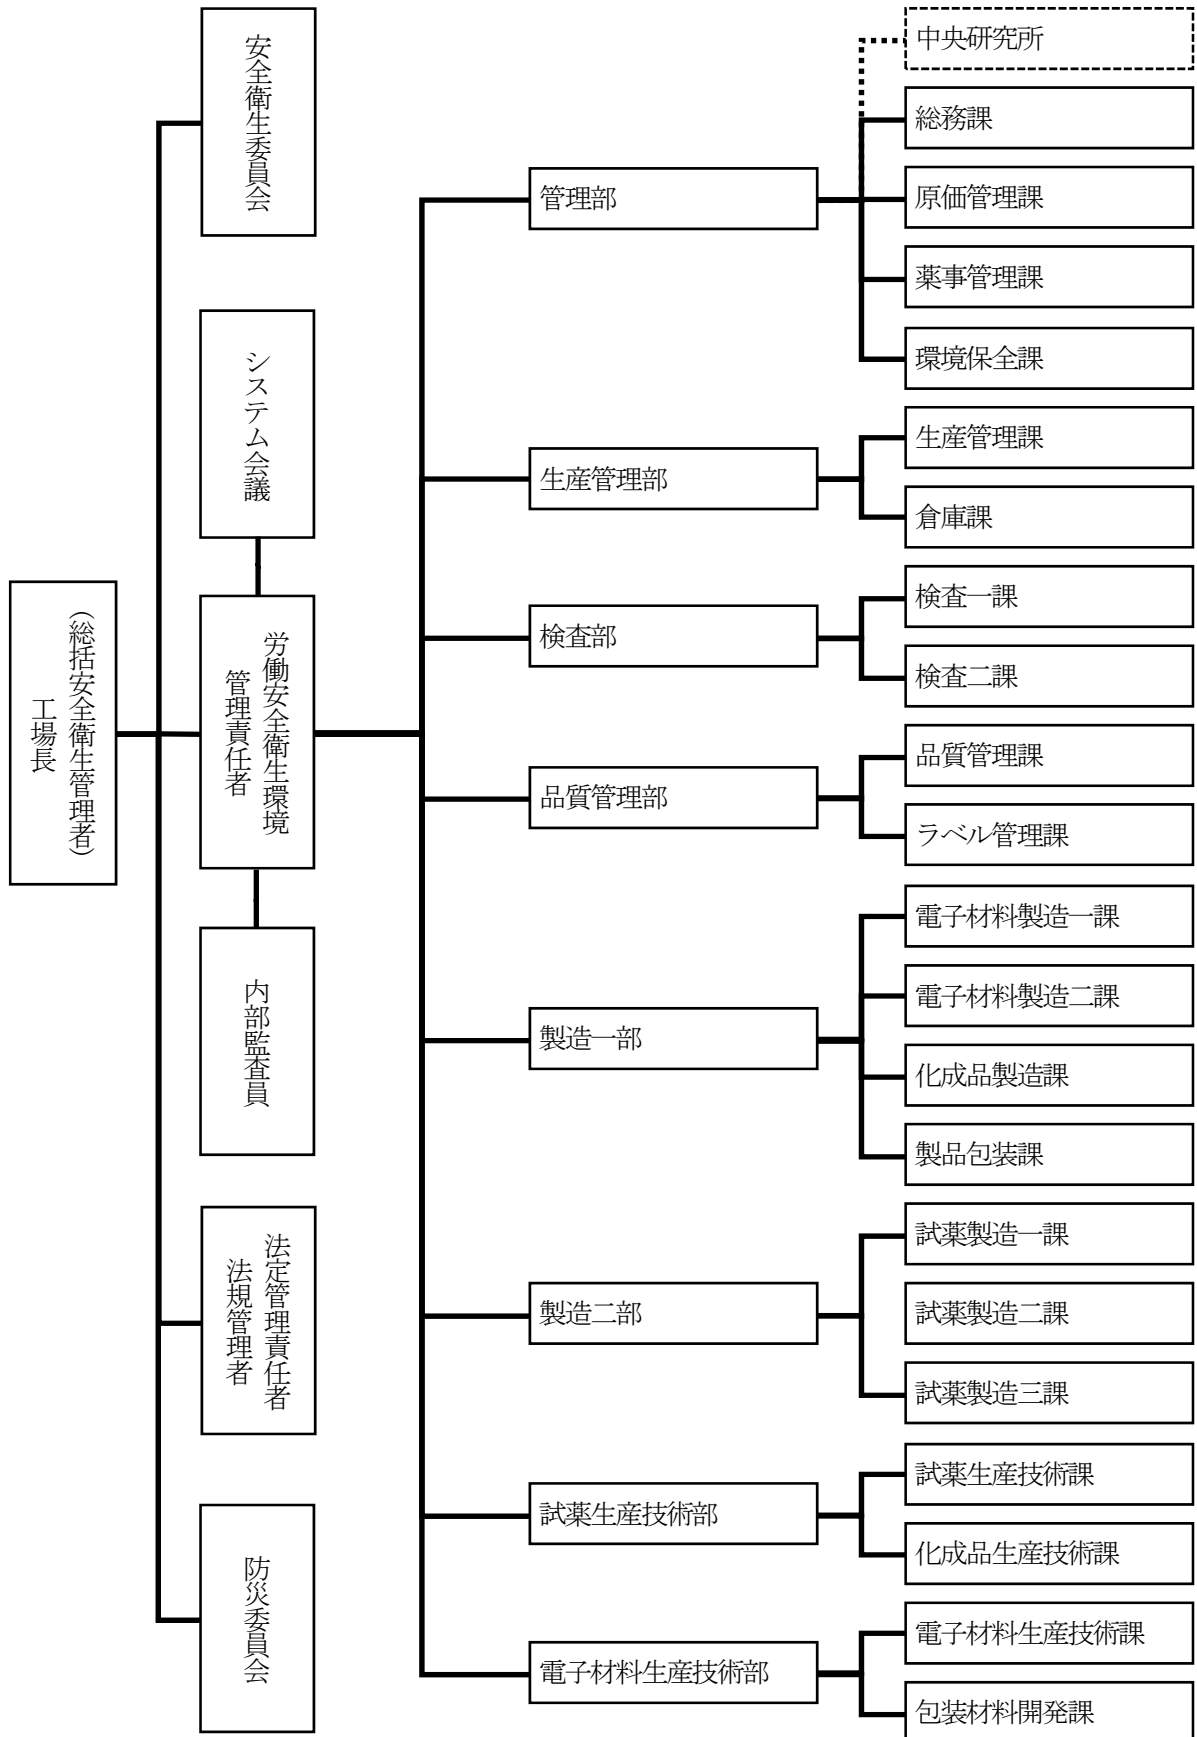 工場長
（総括安全衛生管理者）
安全衛生委員会
システム会議
労働安全衛生環境
管理責任者
内部監査員
法定管理責任者
法規管理者
防災委員会
管理部
中央研究所
総務課
原価管理課
薬事管理課
環境保全課
生産管理部
生産管理課
倉庫課
検査部
検査一課
検査二課
品質管理部
品質管理課
ラベル管理課
製造一部
電子材料製造一課
電子材料製造二課
化成品製造課
製品包装課
製造二部
試薬製造一課
試薬製造二課
試薬製造三課
試薬生産技術部
試薬生産技術課
化成品生産技術課
電子材料生産技術部
電子材料生産技術課
包装材料開発課